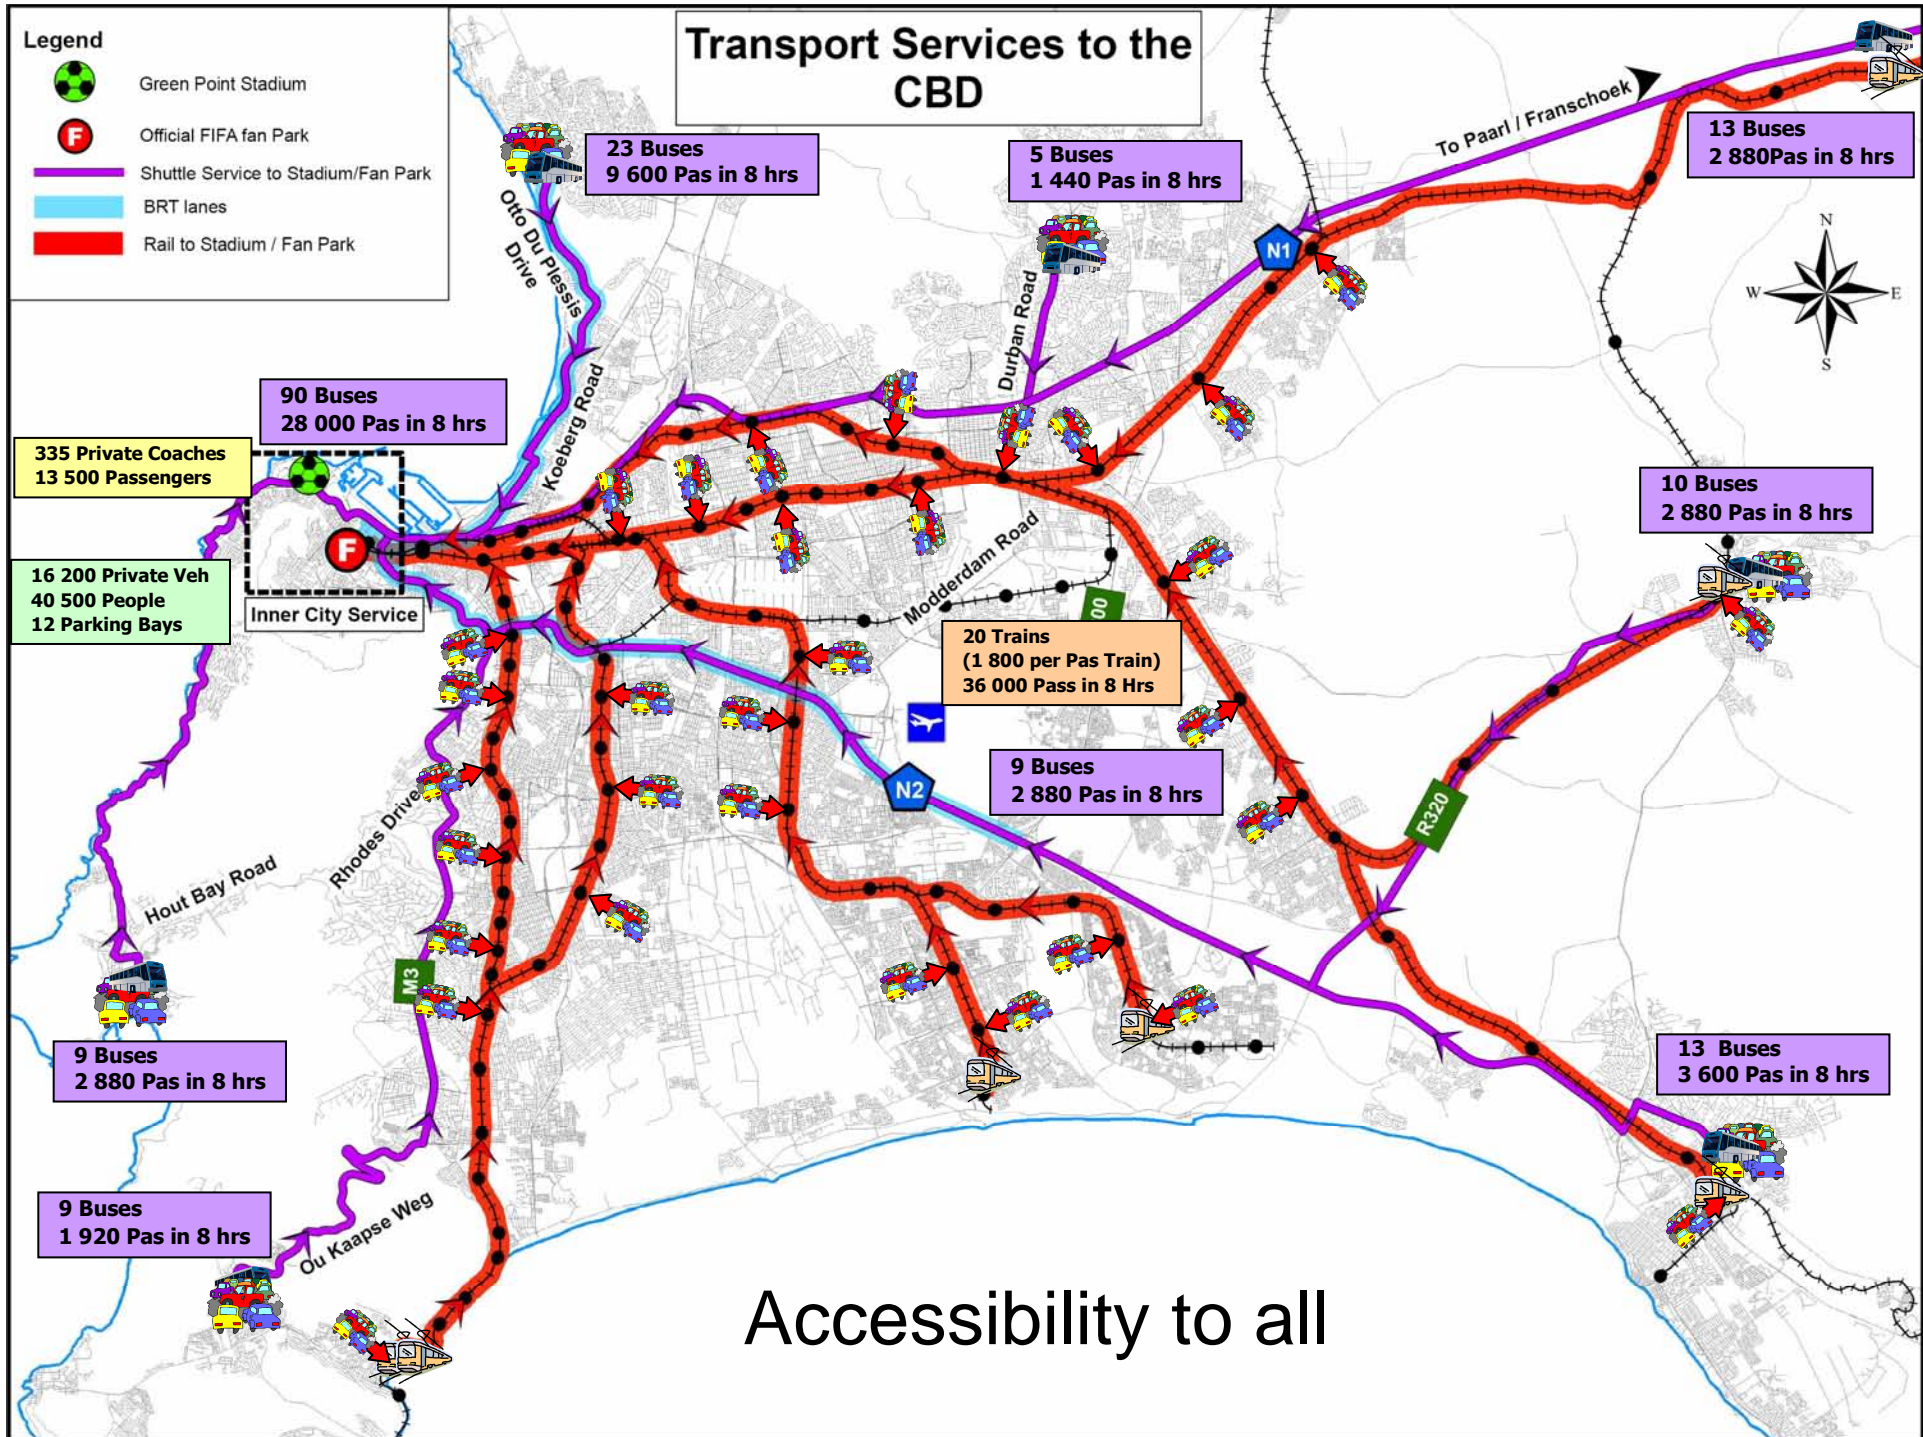 Transport Services to the
CBD
Legend
Green Point Stadium
F
Official FIFA fan Park
Shuttle Service to Stadium/Fan Park
BRT lanes
Rail to Stadium / Fan Park
23 Buses
9 600 Pas in 8 hrs
5 Buses
1 440 Pas in 8 hrs
To Paarl / Franschoek
13 Buses
2 880Pas in 8 hrs
N
W
E
S
Otto Du Plessis
Drive
N1
Durban Road
Koeberg Road
90 Buses
28 000 Pas in 8 hrs
335 Private Coaches
13 500 Passengers
F
16 200 Private Veh
40 500 People
12 Parking Bays
Inner City Service
10 Buses
2 880 Pas in 8 hrs
Modderdam Road
00
20 Trains
(1 800 per Pas Train)
36 000 Pass in 8 Hrs
N2
9 Buses
2 880 Pas in 8 hrs
R320
Rhodes Drive
Hout Bay Road
M3
9 Buses
2 880 Pas in 8 hrs
13 Buses
3 600 Pas in 8 hrs
9 Buses
1 920 Pas in 8 hrs
Ou Kaapse Weg
Accessibility to all